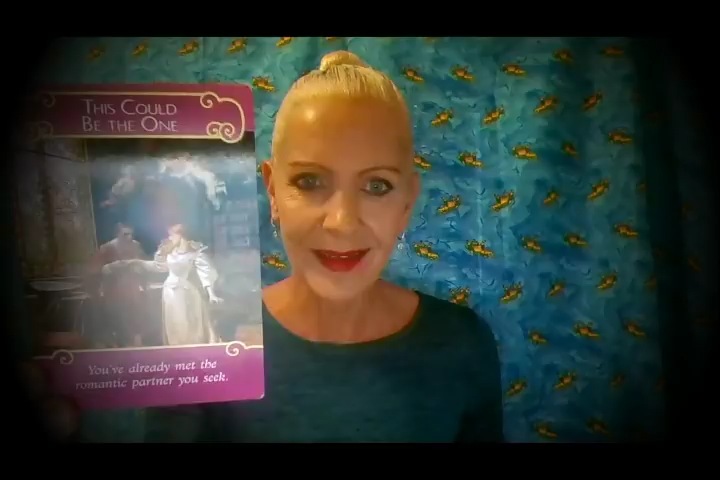 This Could
Be the One
You've already met the
romantic partner you seek.